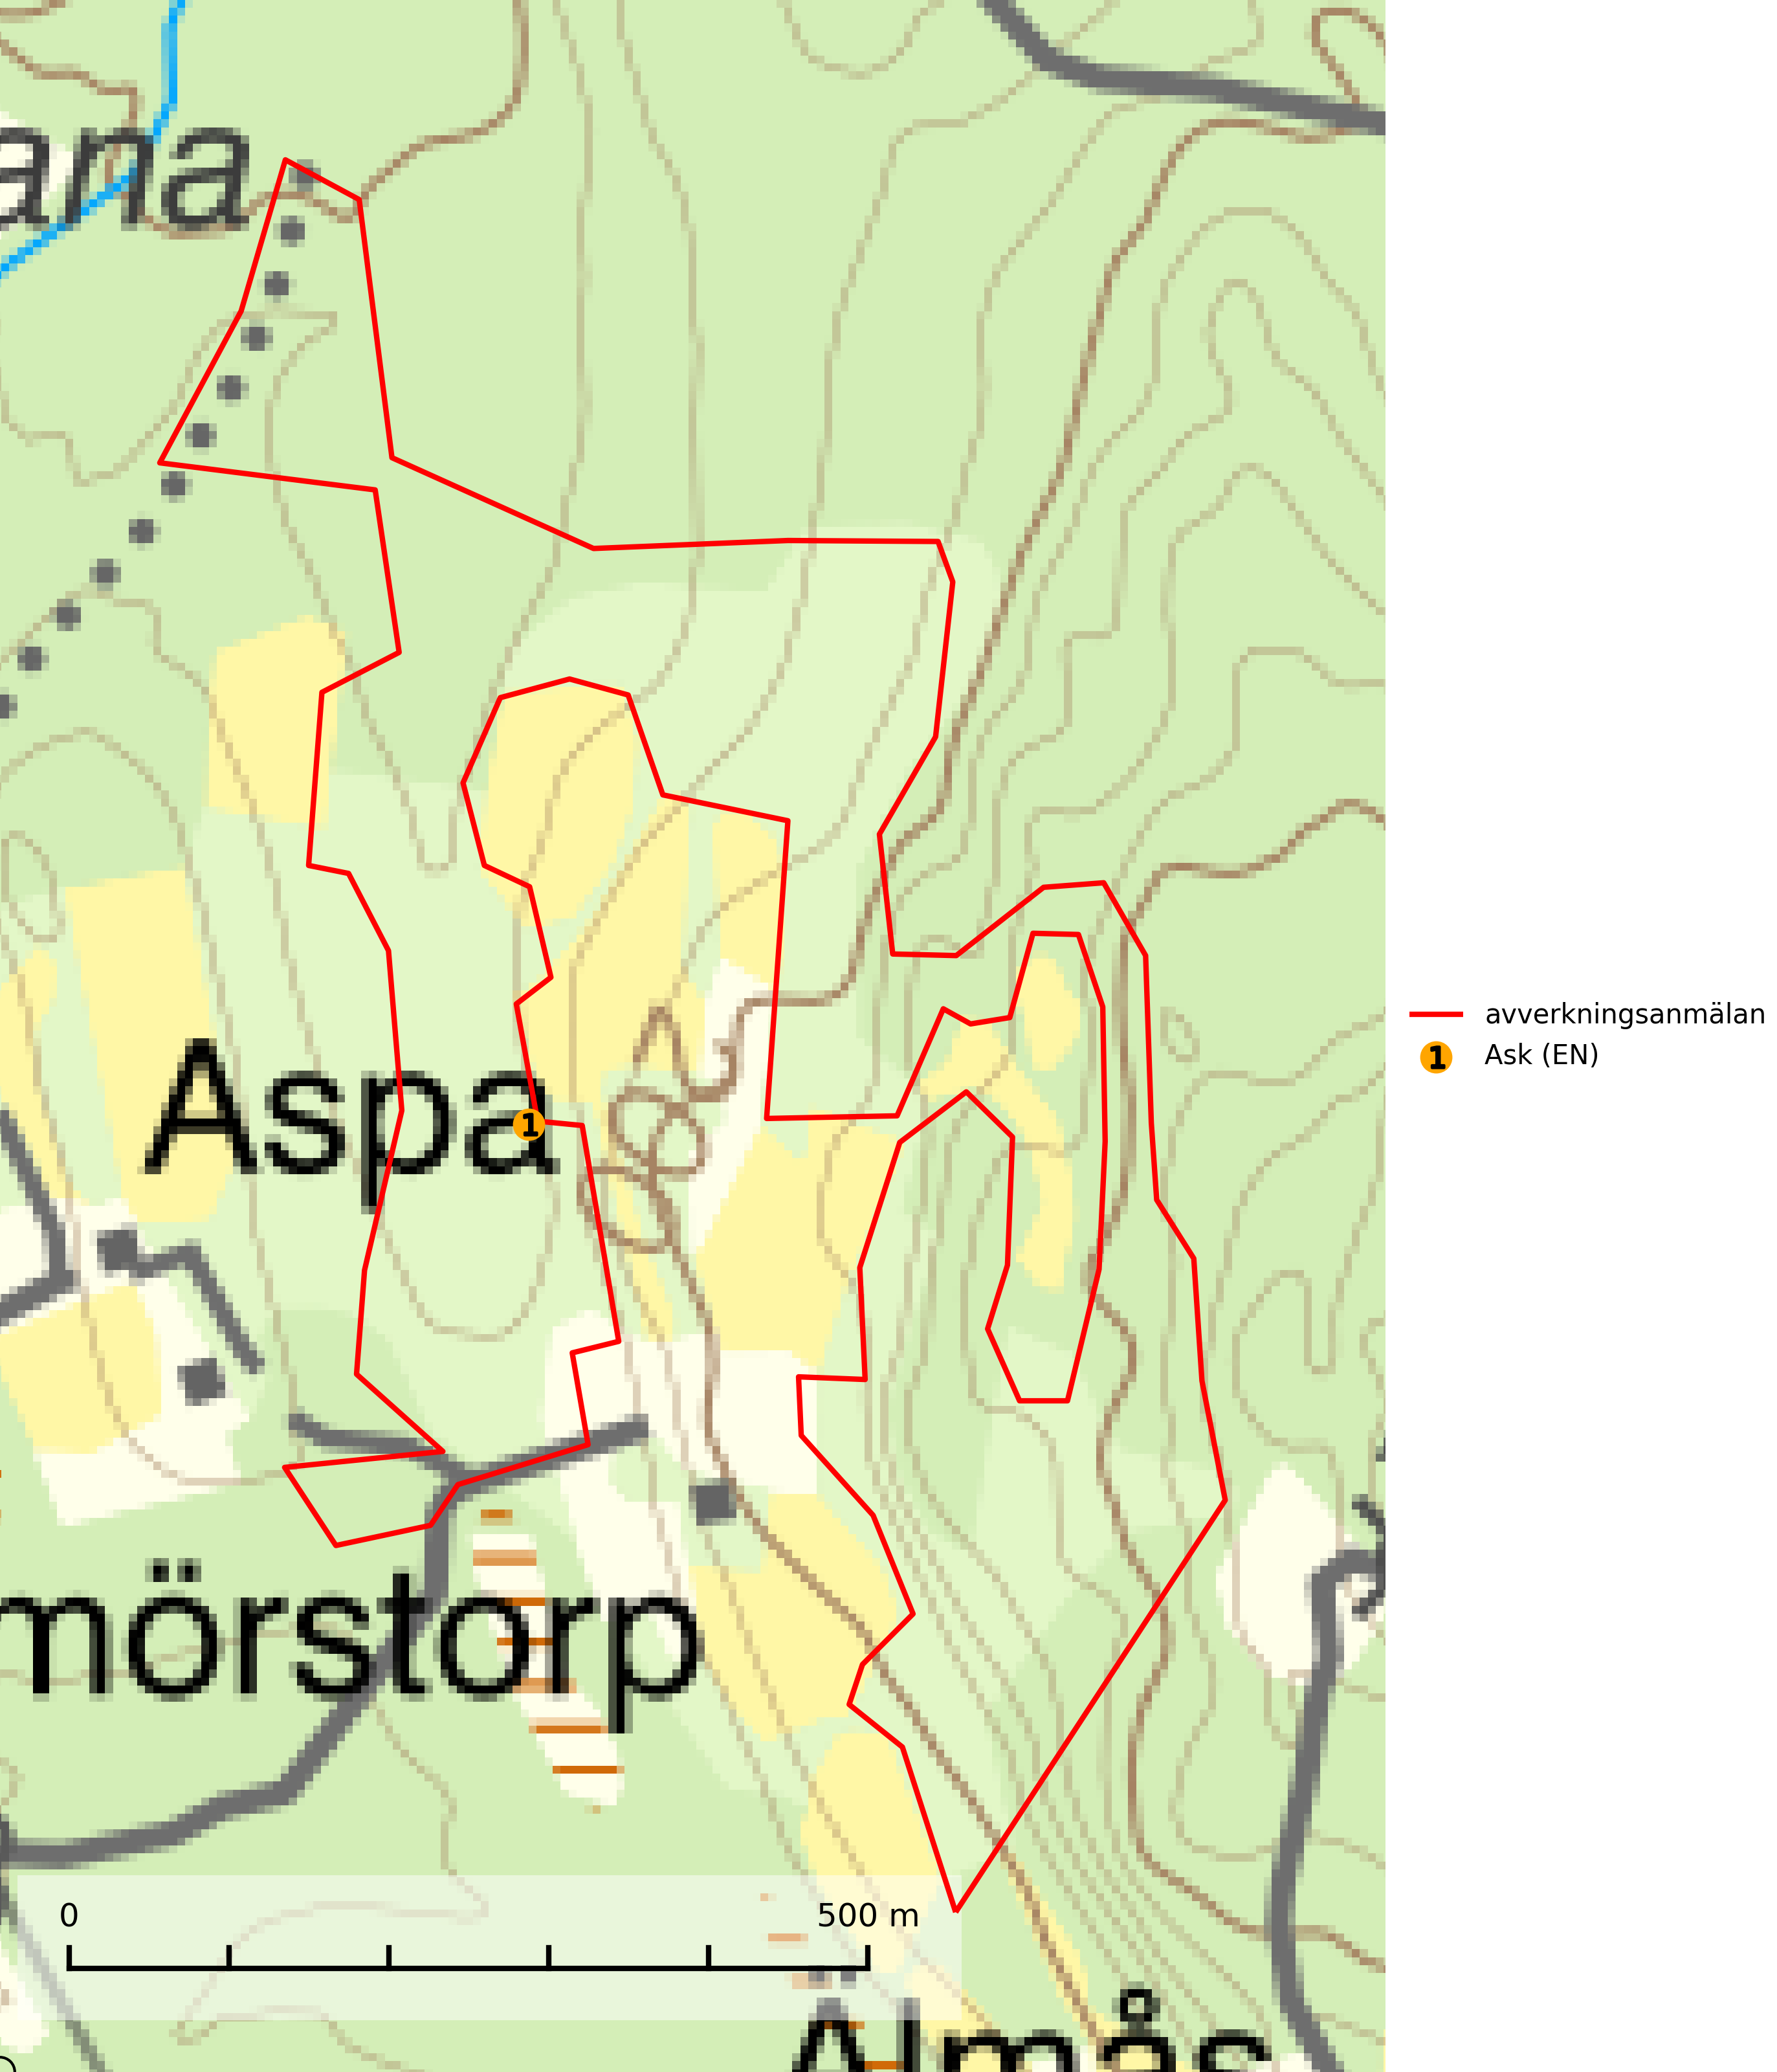 ana
avverkningsanmälan
1 Ask (EN)
Aspa
1
mörstorp
0 500 m
Almås